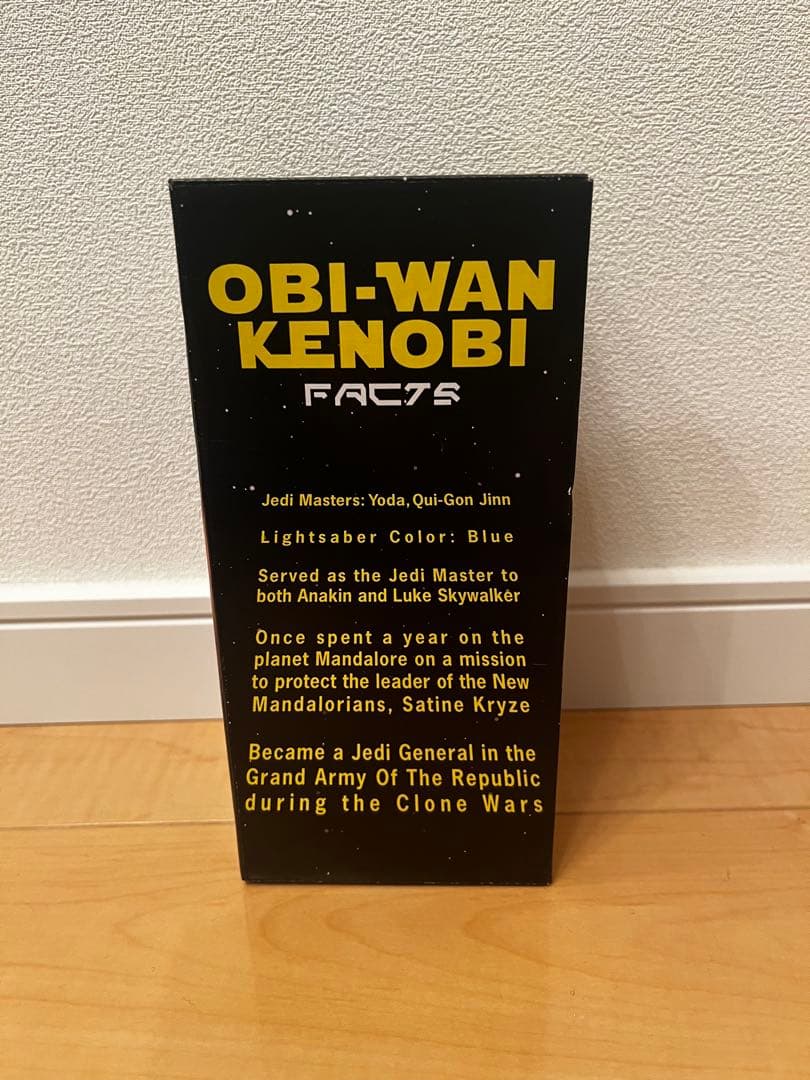 OBI-WAN
KENOBI
FACTS
Jedi Masters: Yoda, Qui-Gon Jinn
Lightsaber Color: Blue
Served as the Jedi Master to
both Anakin and Luke Skywalker
Once spent a year on the
planet Mandalore on a mission
to protect the leader of the New
Mandalorians, Satine Kryze
Became a Jedi General in the
Grand Army Of The Republic
during the Clone Wars